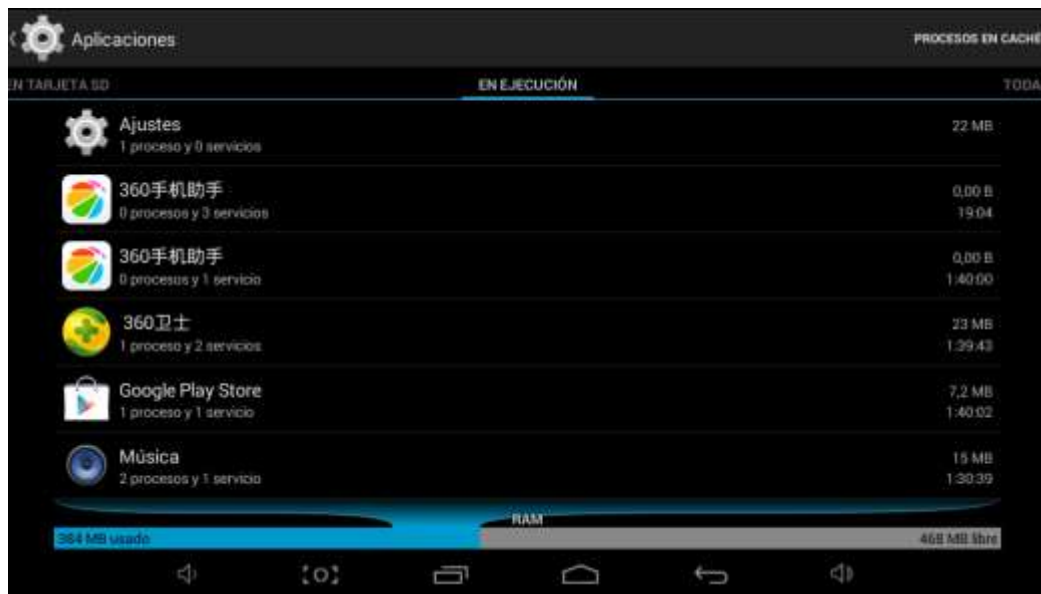 Aplicaciones
PROCESOS EN CACHÉ
EN TARJETA SD
EN EJECUCIÓN
TODA
Ajustes
22 MB
1 proceso y 0 servicios
360手机助手
0,00 B
0 procesos y 3 servicios
19:04
360手机助手
0,00 B
0 procesos y 1 servicio
1:40:00
360卫士
23 MB
1 proceso y 2 servicios
1:39:43
Google Play Store
7,2 MB
1 proceso y 1 servicio
1:40:02
Música
15 MB
2 procesos y 1 servicio
1:30:39
RAM
384 MB usado
468 MB libre